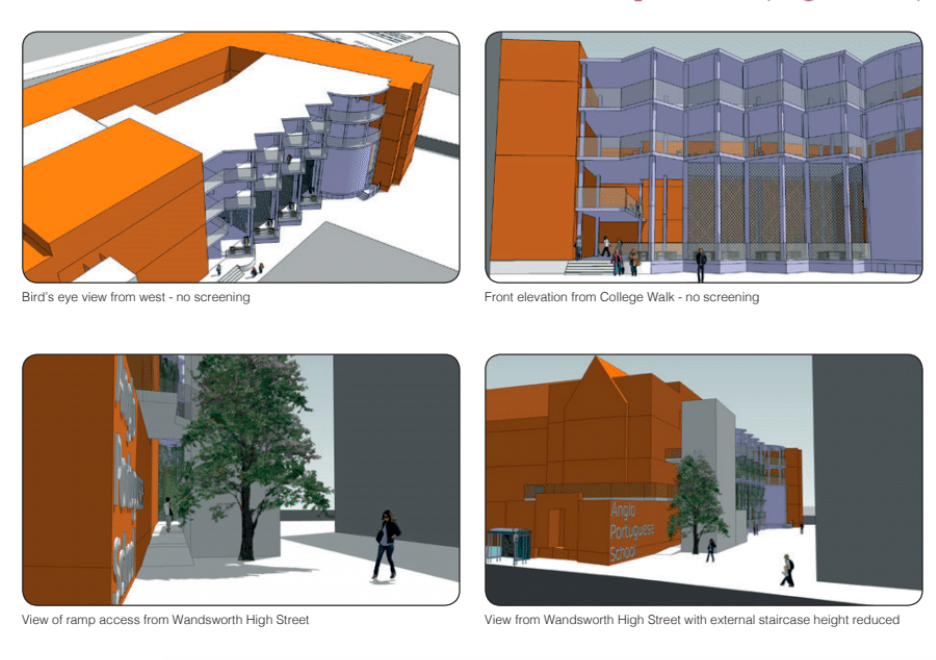 Bird's eye view from west - no screening
Front elevation from College Walk - no screening
View of ramp access from Wandsworth High Street
Anglo
Portuguese
School
View from Wandsworth High Street with external staircase height reduced